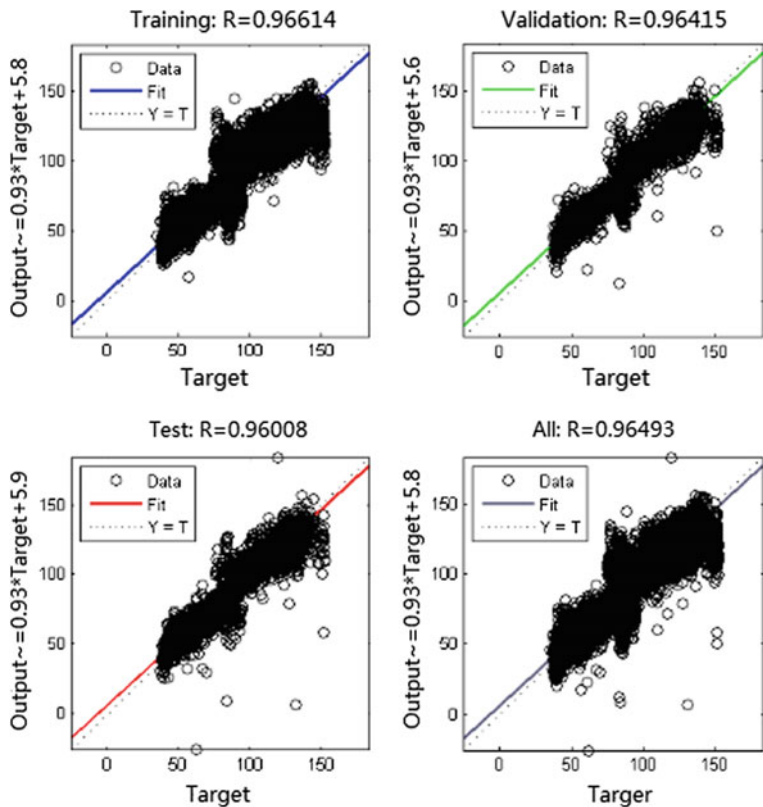 Training: R=0.96614
Output~=0.93*Target+5.8
Data
Fit
Y = T
150
100
50
0
0 50 100 150
Target
Validation: R=0.96415
Output~=0.93*Target+5.6
Data
Fit
Y = T
150
100
50
0
0 50 100 150
Target
Test: R=0.96008
Output~=0.93*Target+5.9
Data
Fit
Y = T
150
100
50
0
0 50 100 150
Target
All: R=0.96493
Output~=0.93*Target+5.8
Data
Fit
Y = T
150
100
50
0
0 50 100 150
Targer